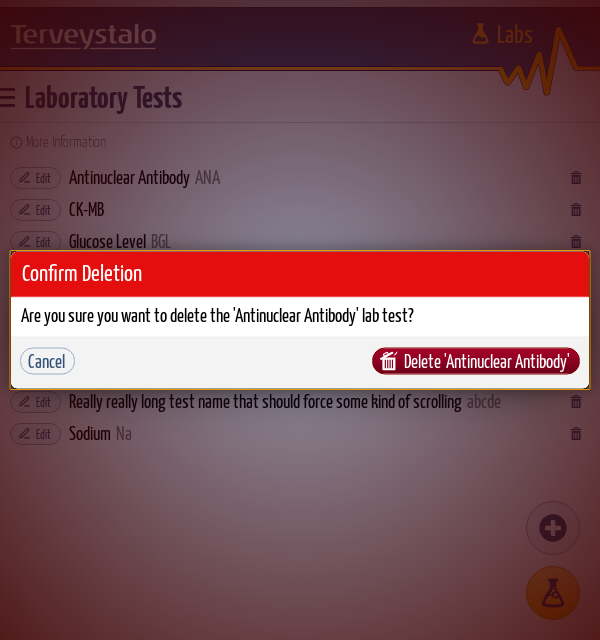 Terveystalo
Labs
Laboratory Tests
More Information
Edit Antinuclear Antibody ANA
Edit CK-MB
Edit Glucose Level BGL
Confirm Deletion
Are you sure you want to delete the 'Antinuclear Antibody' lab test?
Cancel Delete 'Antinuclear Antibody'
Edit Really really long test name that should force some kind of scrolling abcde
Edit Sodium Na